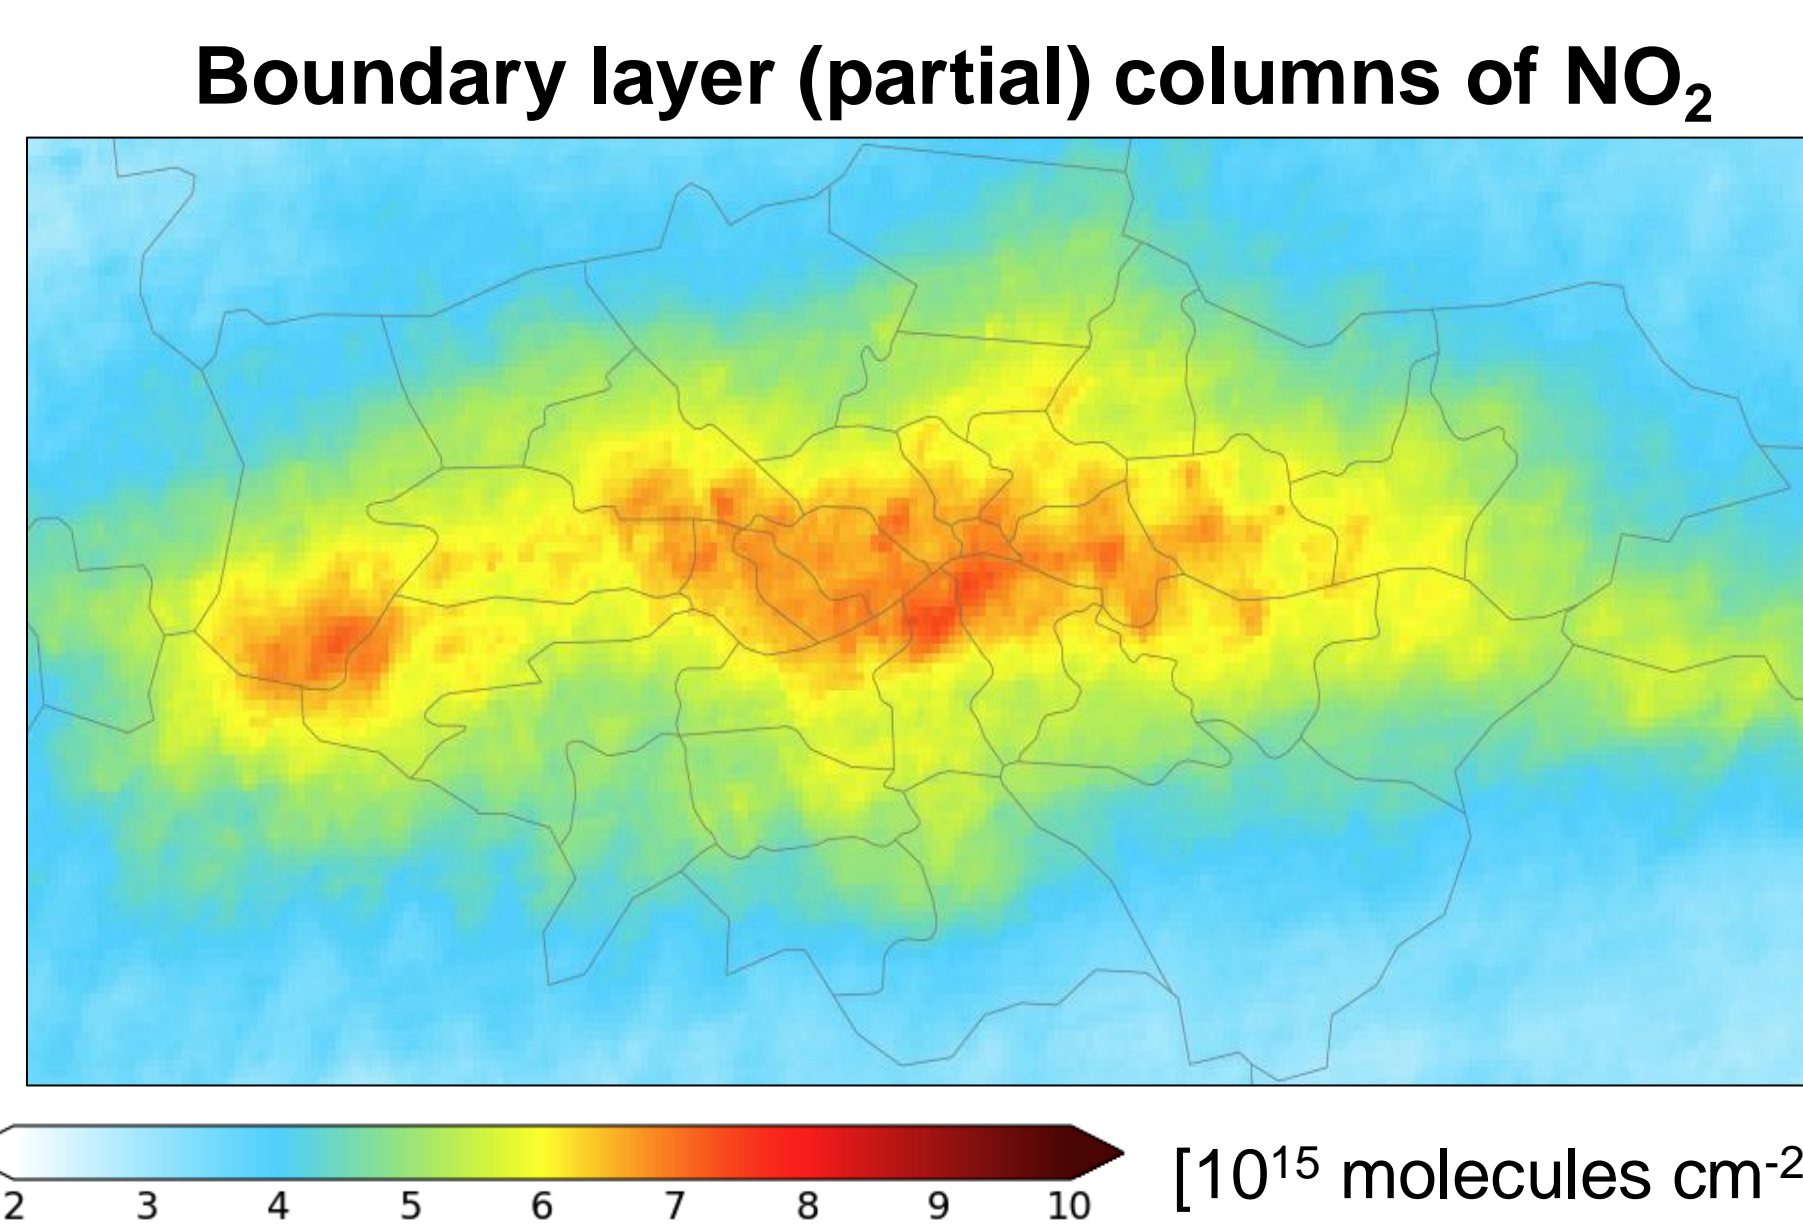 Boundary layer (partial) columns of NO₂
2 3 4 5 6 7 8 9 10
[10¹⁵ molecules cm⁻²